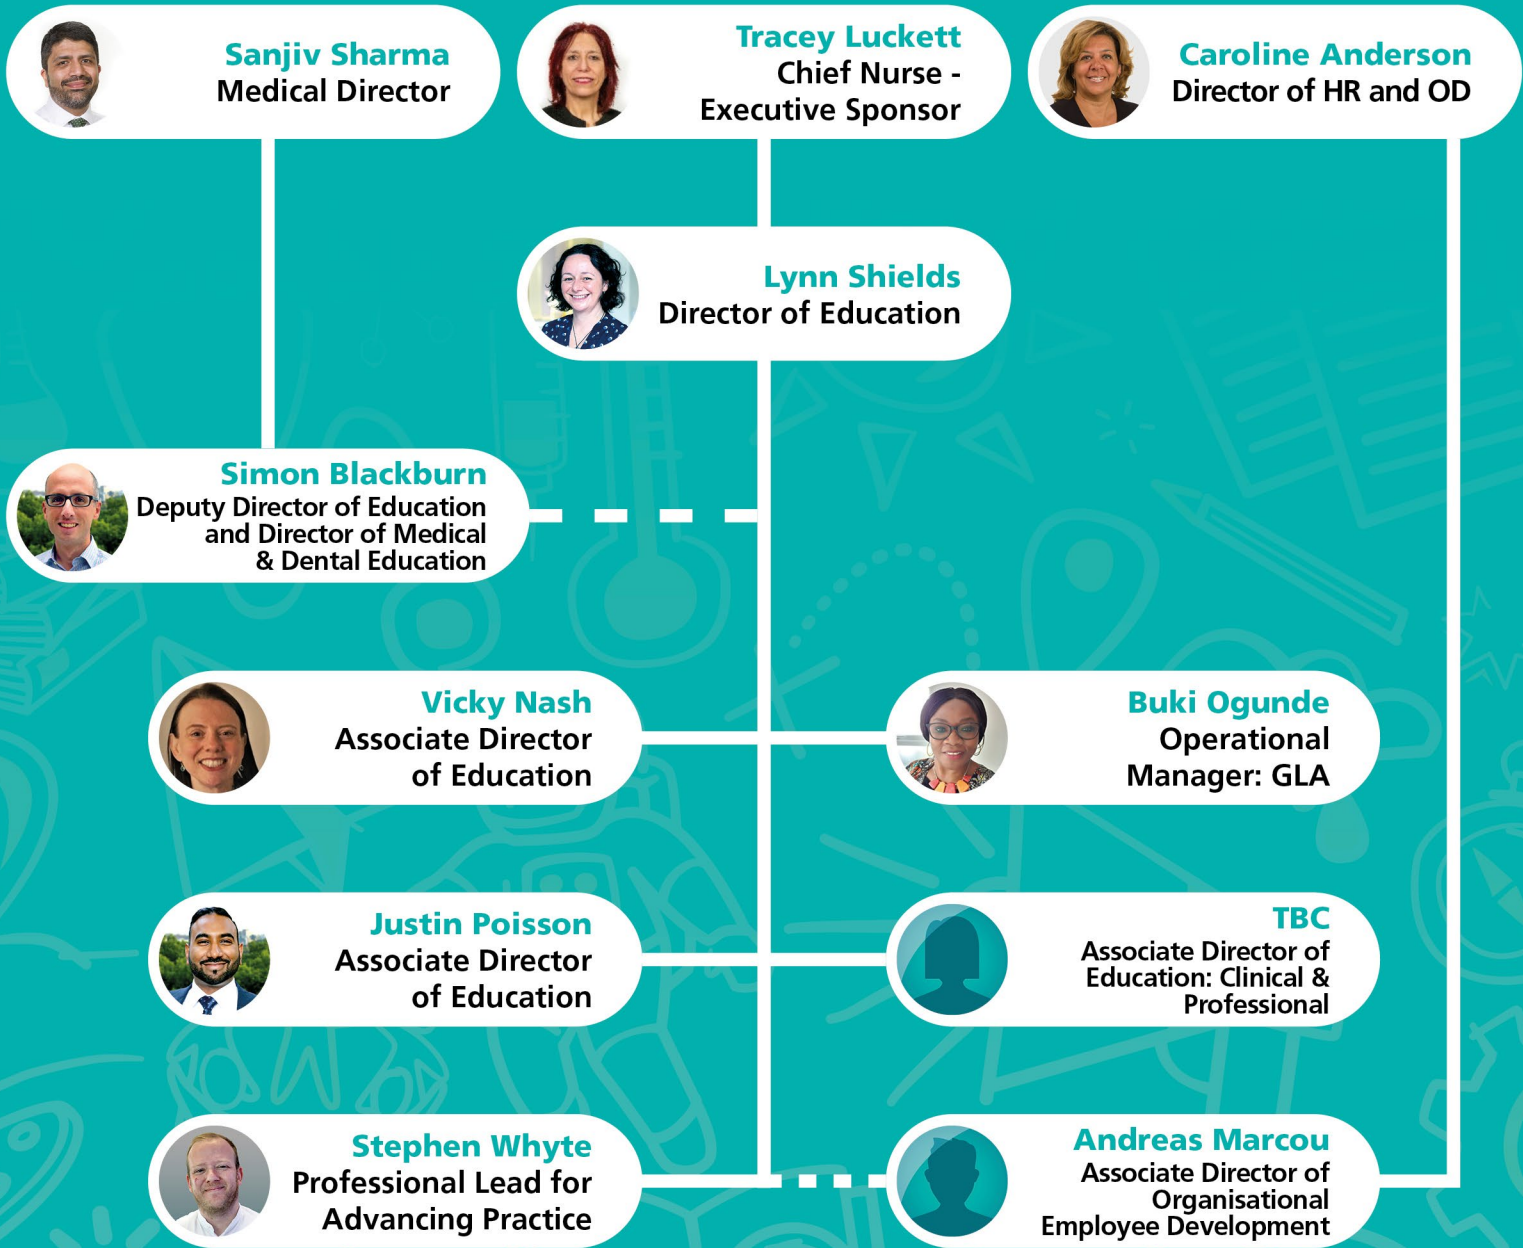 Sanjiv Sharma
Medical Director
Tracey Luckett
Chief Nurse -
Executive Sponsor
Caroline Anderson
Director of HR and OD
Lynn Shields
Director of Education
Simon Blackburn
Deputy Director of Education
and Director of Medical
& Dental Education
Vicky Nash
Associate Director
of Education
Buki Ogunde
Operational
Manager: GLA
Justin Poisson
Associate Director
of Education
TBC
Associate Director of
Education: Clinical &
Professional
Stephen Whyte
Professional Lead for
Advancing Practice
Andreas Marcou
Associate Director of
Organisational
Employee Development